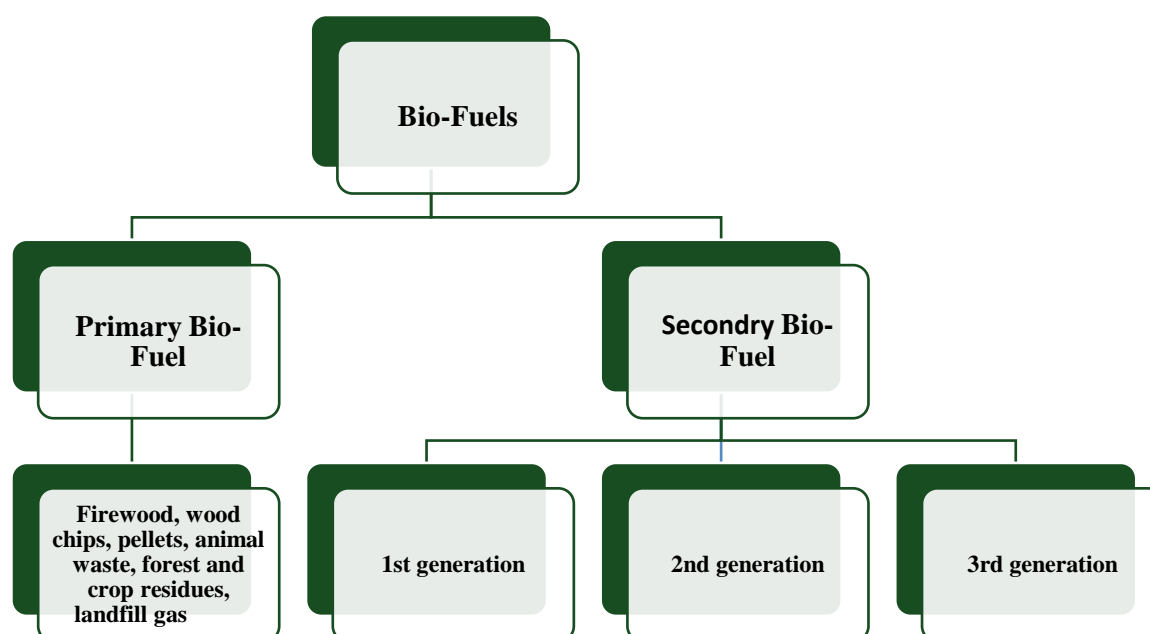 Bio-Fuels
Primary Bio-
Fuel
Secondry Bio-
Fuel
Firewood, wood
chips, pellets, animal
waste, forest and
crop residues,
landfill gas
1st generation
2nd generation
3rd generation